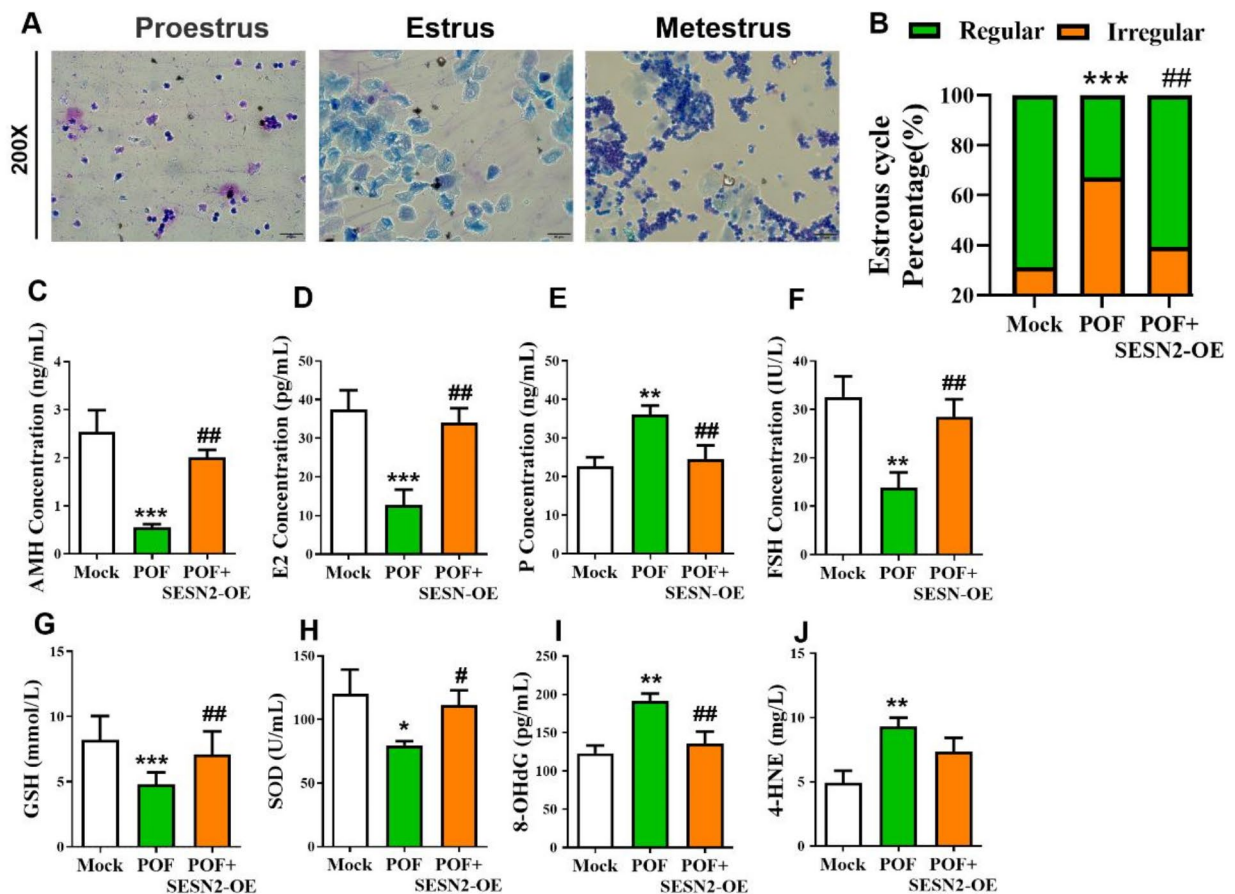 A
Proestrus
Estrus
Metestrus
200X
B
Regular
Irregular
***
##
Estrous cycle
Percentage(%)
100
80
60
40
20
Mock
POF
POF+
SESN2-OE
C
AMH Concentration (ng/mL)
4
3
2
1
0
***
##
Mock
POF
POF+
SESN2-OE
D
E2 Concentration (pg/mL)
50
40
30
20
10
0
***
##
Mock
POF
POF+
SESN-OE
E
P Concentration (ng/mL)
50
40
30
20
10
0
**
##
Mock
POF
POF+
SESN-OE
F
FSH Concentration (IU/L)
40
30
20
10
0
**
##
Mock
POF
POF+
SESN-OE
G
GSH (mmol/L)
15
10
5
0
***
##
Mock
POF
POF+
SESN2-OE
H
SOD (U/mL)
150
100
50
0
*
#
Mock
POF
POF+
SESN2-OE
I
8-OHdG (pg/mL)
250
200
150
100
50
0
**
##
Mock
POF
POF+
SESN2-OE
J
4-HNE (mg/L)
15
10
5
0
**
Mock
POF
POF+
SESN2-OE